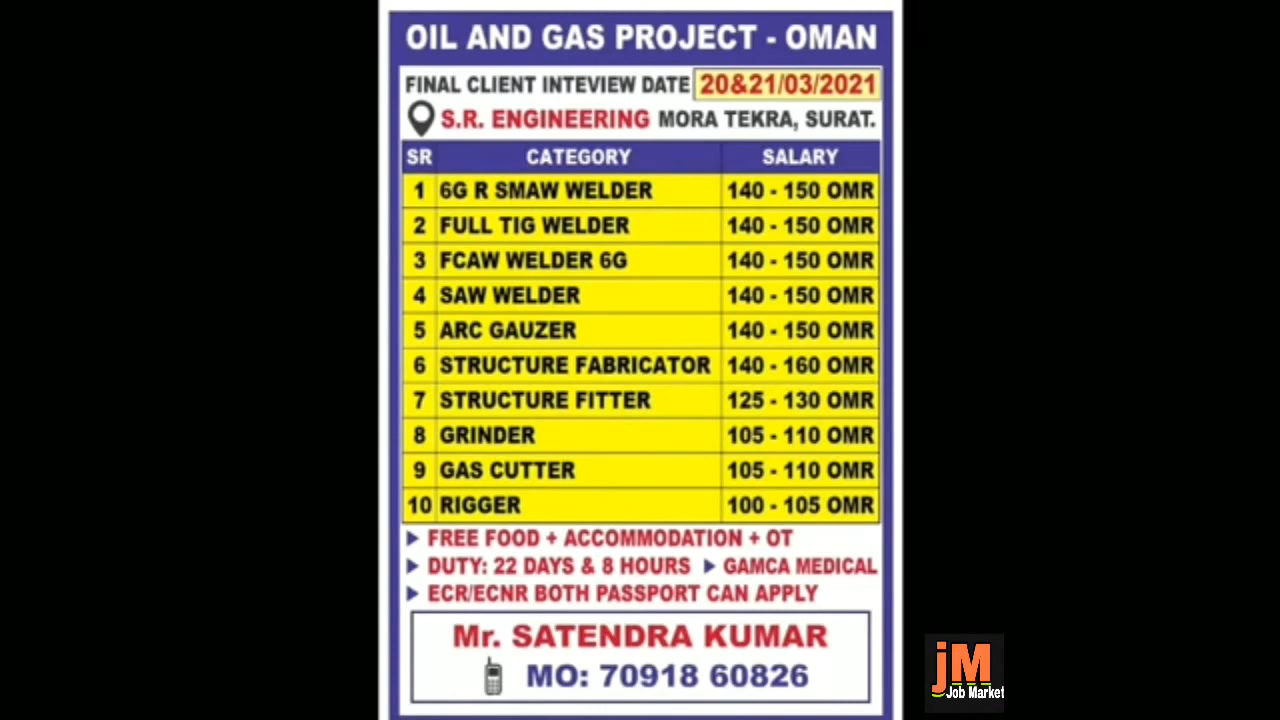 OIL AND GAS PROJECT - OMAN
FINAL CLIENT INTEVIEW DATE 20&21/03/2021
S.R. ENGINEERING MORA TEKRA, SURAT.
SR CATEGORY SALARY
1 6G R SMAW WELDER 140 - 150 OMR
2 FULL TIG WELDER 140 - 150 OMR
3 FCAW WELDER 6G 140 - 150 OMR
4 SAW WELDER 140 - 150 OMR
5 ARC GAUZER 140 - 150 OMR
6 STRUCTURE FABRICATOR 140 - 160 OMR
7 STRUCTURE FITTER 125 - 130 OMR
8 GRINDER 105 - 110 OMR
9 GAS CUTTER 105 - 110 OMR
10 RIGGER 100 - 105 OMR
FREE FOOD + ACCOMMODATION + OT
DUTY: 22 DAYS & 8 HOURS GAMCA MEDICAL
ECR/ECNR BOTH PASSPORT CAN APPLY
Mr. SATENDRA KUMAR
MO: 70918 60826
jM
Job Market